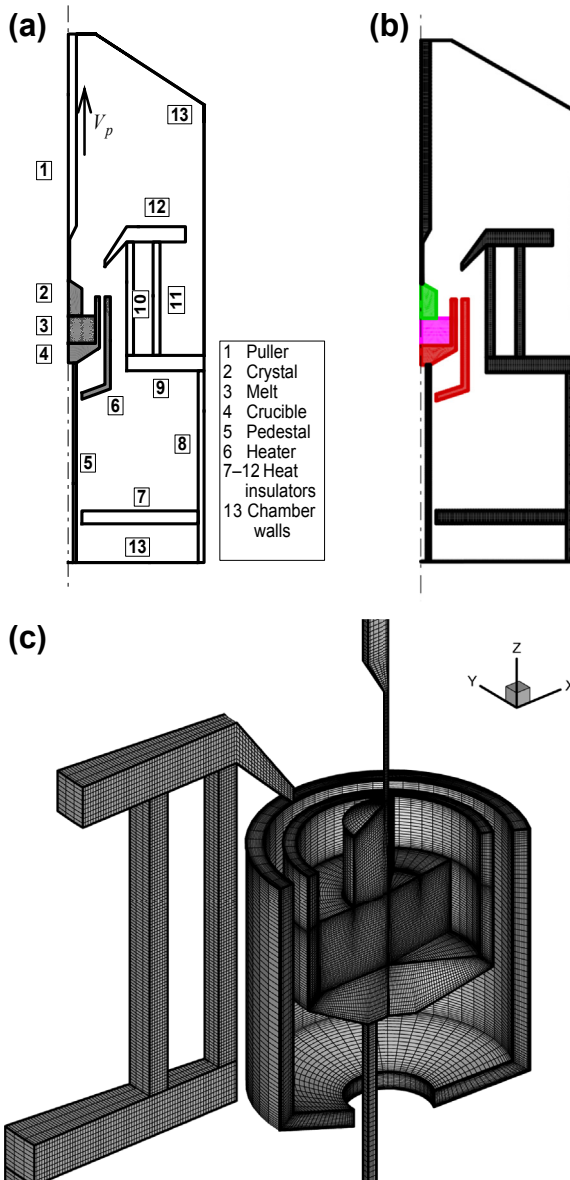 (a)
(b)
13
V_p
1
12
2
10
11
3
4
1 Puller
2 Crystal
3 Melt
4 Crucible
5 Pedestal
6 Heater
7–12 Heat
insulators
13 Chamber
walls
9
6
8
5
7
13
(c)
Z
Y
X